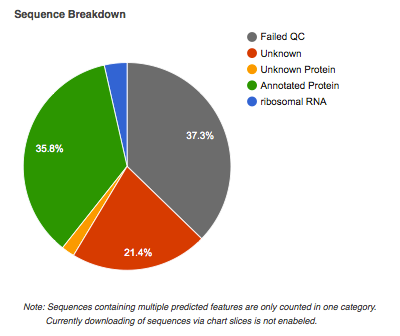 Sequence Breakdown
Failed QC
Unknown
Unknown Protein
Annotated Protein
ribosomal RNA
37.3%
35.8%
21.4%
Note: Sequences containing multiple predicted features are only counted in one category.
Currently downloading of sequences via chart slices is not enabeled.